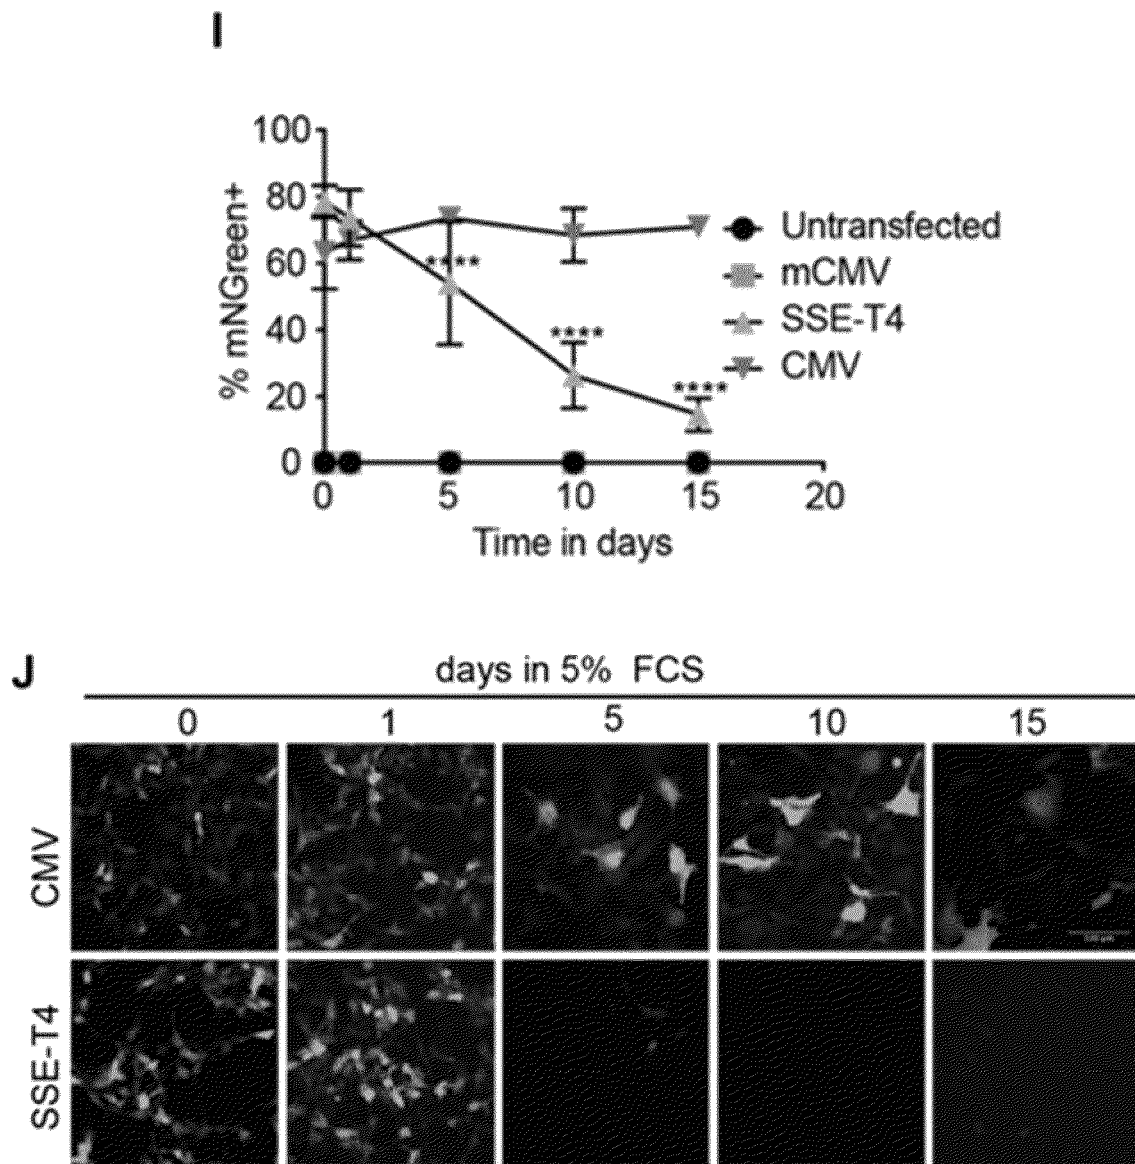 I
100
80
60
40
20
0
% mNGreen+
****
****
****
Untransfected
mCMV
SSE-T4
CMV
0 5 10 15 20
Time in days
J
days in 5% FCS
0 1 5 10 15
CMV
SSE-T4